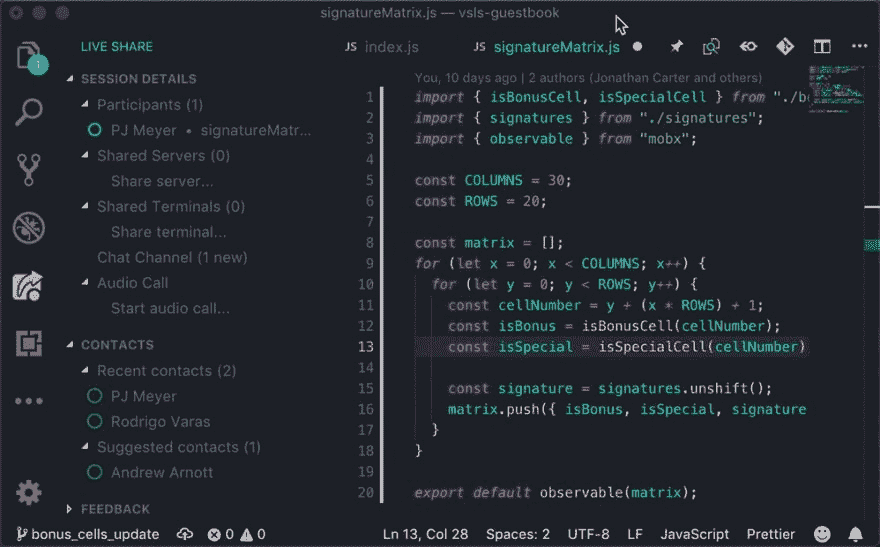 signatureMatrix.js — vsls-guestbook
LIVE SHARE
SESSION DETAILS
Participants (1)
PJ Meyer • signatureMatr...
Shared Servers (0)
Share server...
Shared Terminals (0)
Share terminal...
Chat Channel (1 new)
Audio Call
Start audio call...
CONTACTS
Recent contacts (2)
PJ Meyer
Rodrigo Varas
Suggested contacts (1)
Andrew Arnott
FEEDBACK
1
JS index.js
JS signatureMatrix.js
You, 10 days ago | 2 authors (Jonathan Carter and others)
1 import { isBonusCell, isSpecialCell } from "./b
2 import { signatures } from "./signatures";
3 import { observable } from "mobx";
4
5 const COLUMNS = 30;
6 const ROWS = 20;
7
8 const matrix = [];
9 for (let x = 0; x < COLUMNS; x++) {
10 for (let y = 0; y < ROWS; y++) {
11 const cellNumber = y + (x * ROWS) + 1;
12 const isBonus = isBonusCell(cellNumber);
13 const isSpecial = isSpecialCell(cellNumber)
14
15 const signature = signatures.unshift();
16 matrix.push({ isBonus, isSpecial, signature
17 }
18 }
19
20 export default observable(matrix);
bonus_cells_update 0 0 Ln 13, Col 28 Spaces: 2 UTF-8 LF JavaScript Prettier